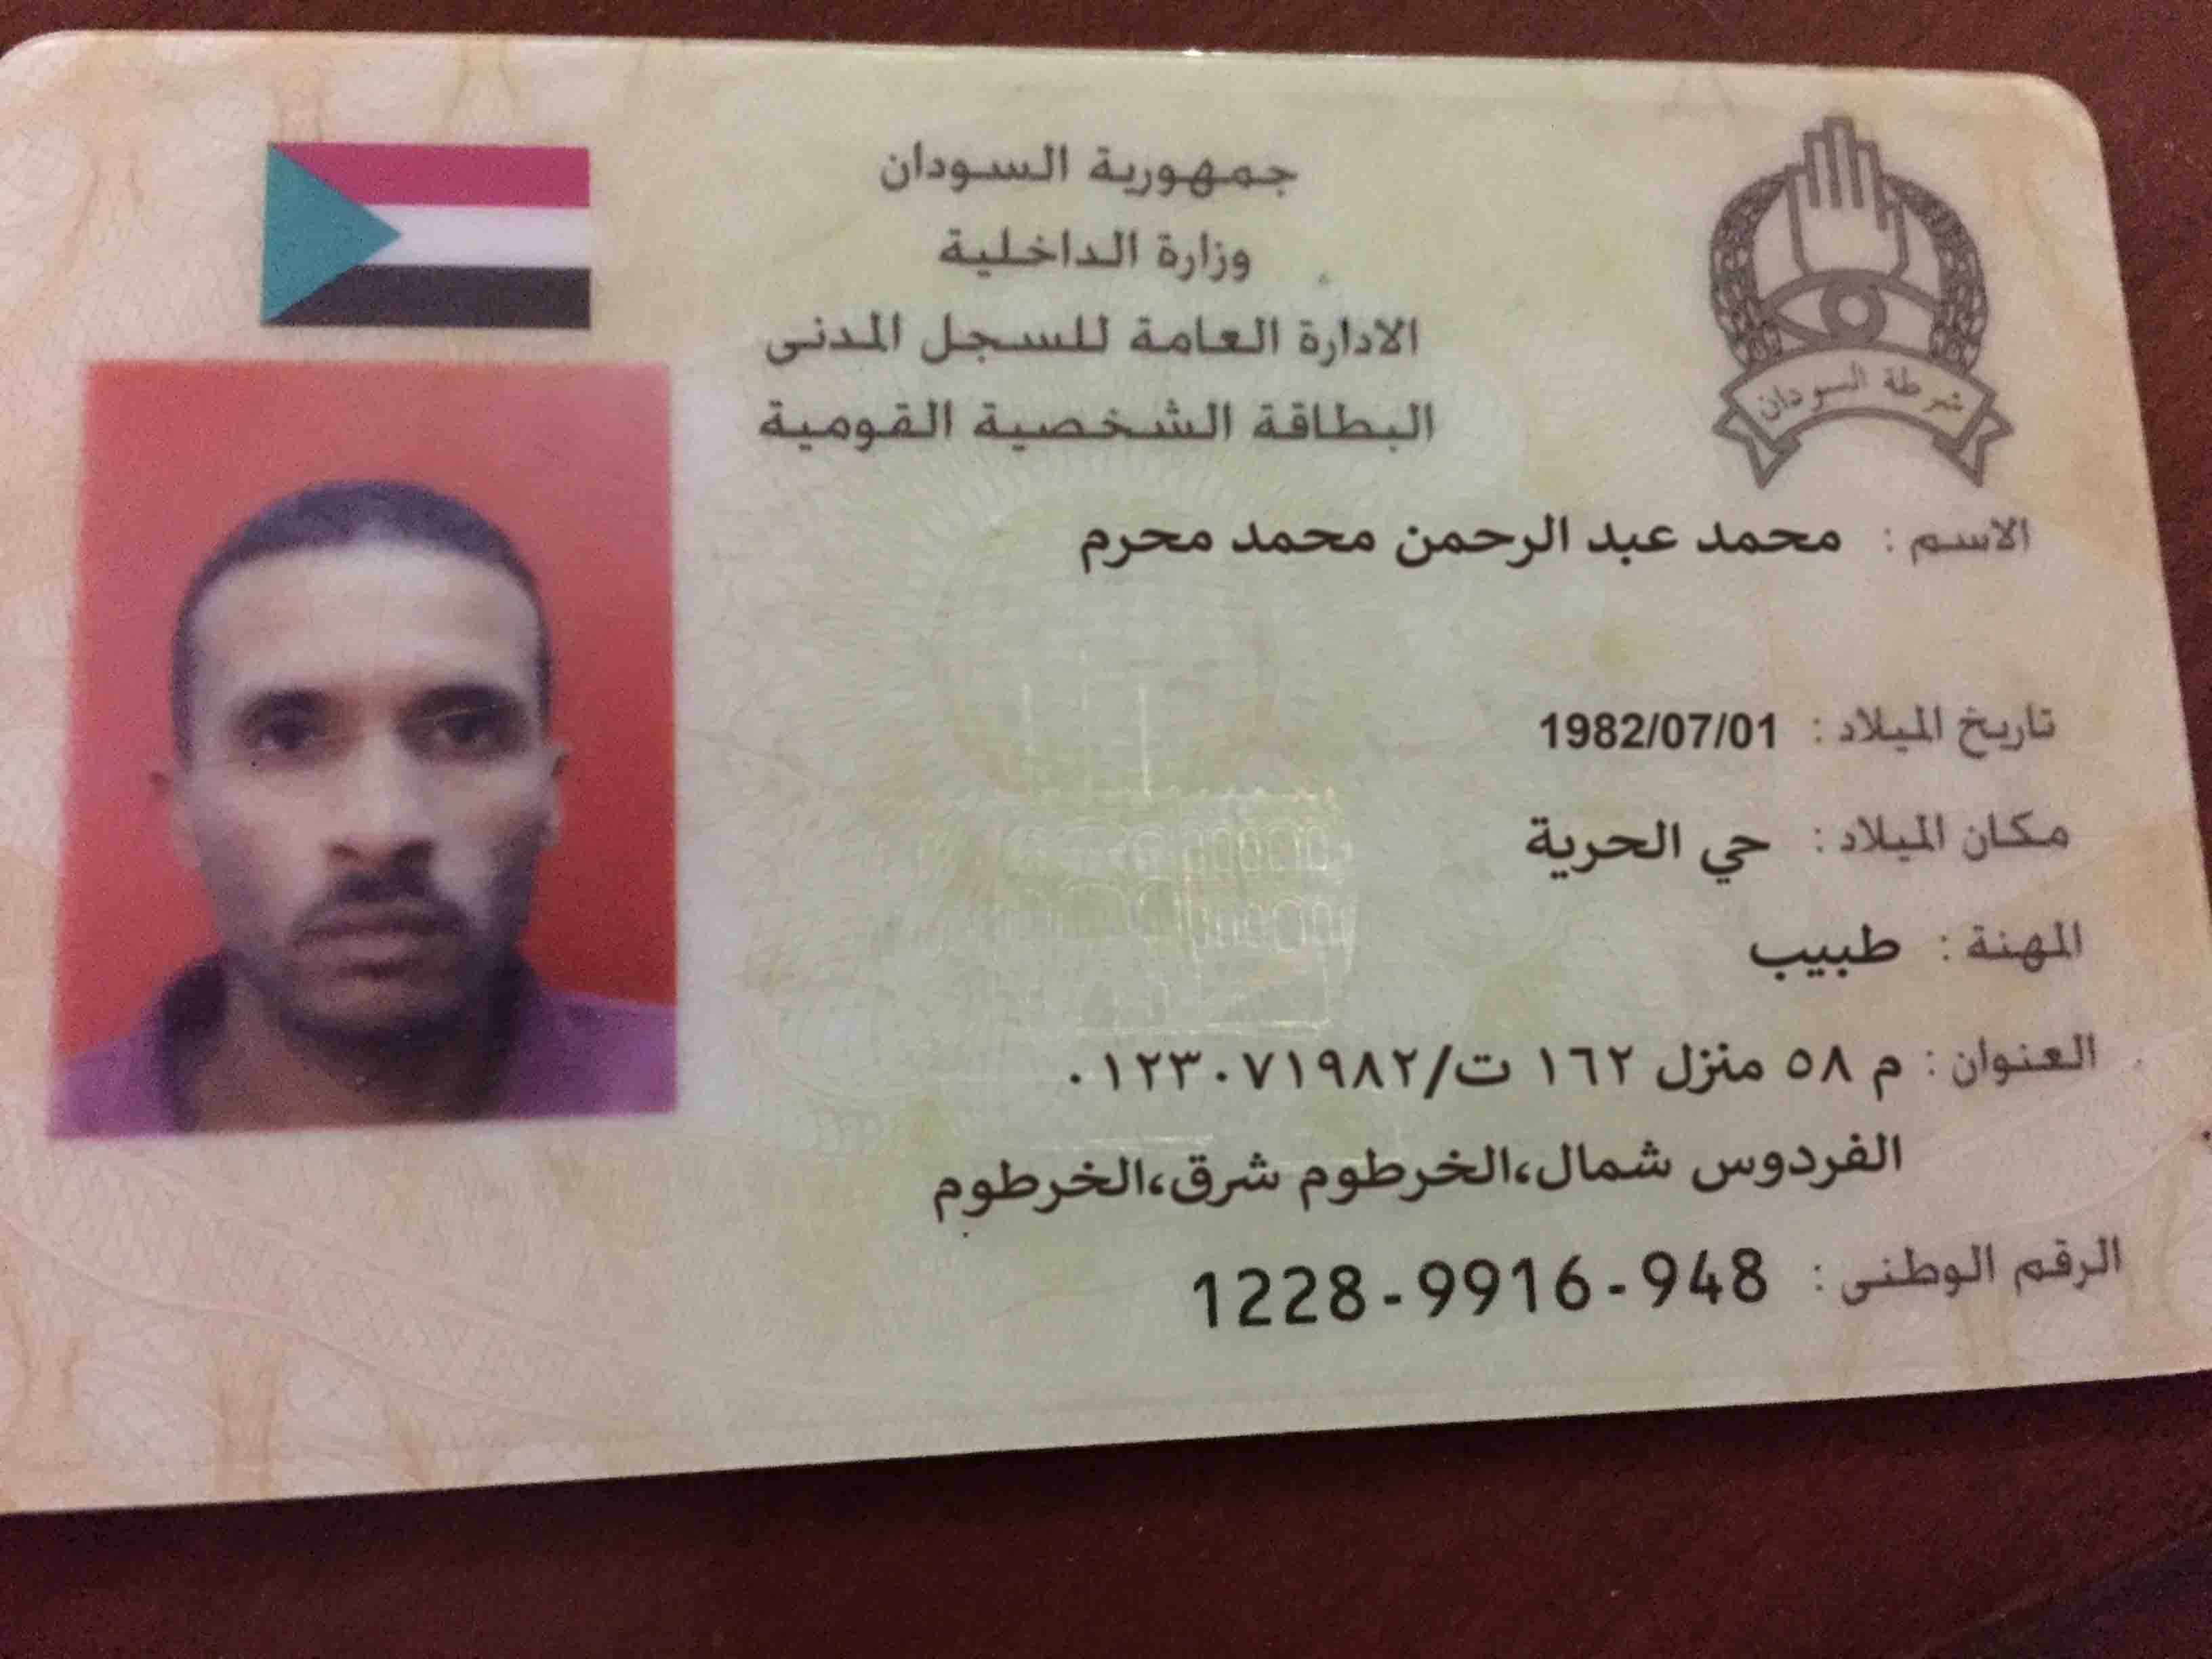 جمهورية السودان
وزارة الداخلية
الادارة العامة للسجل المدنى
البطاقة الشخصية القومية
شرطة السودان
الاسم : محمد عبد الرحمن محمد محرم
تاريخ الميلاد : 1982/07/01
مكان الميلاد : حي الحرية
المهنة : طبيب
العنوان : م ٥٨ منزل ١٦٢ ت/٠١٢٣٠٧١٩٨٢
الفردوس شمال،الخرطوم شرق،الخرطوم
الرقم الوطنى : 1228-9916-948